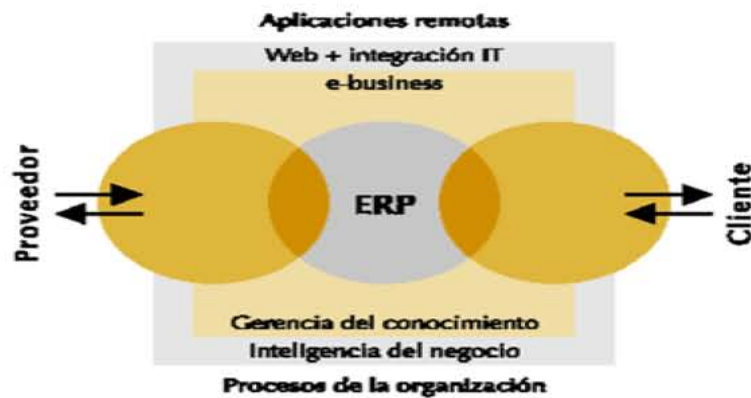 Aplicaciones remotas
Web + integración IT
e-business
Proveedor
ERP
Cliente
Gerencia del conocimiento
Inteligencia del negocio
Procesos de la organización